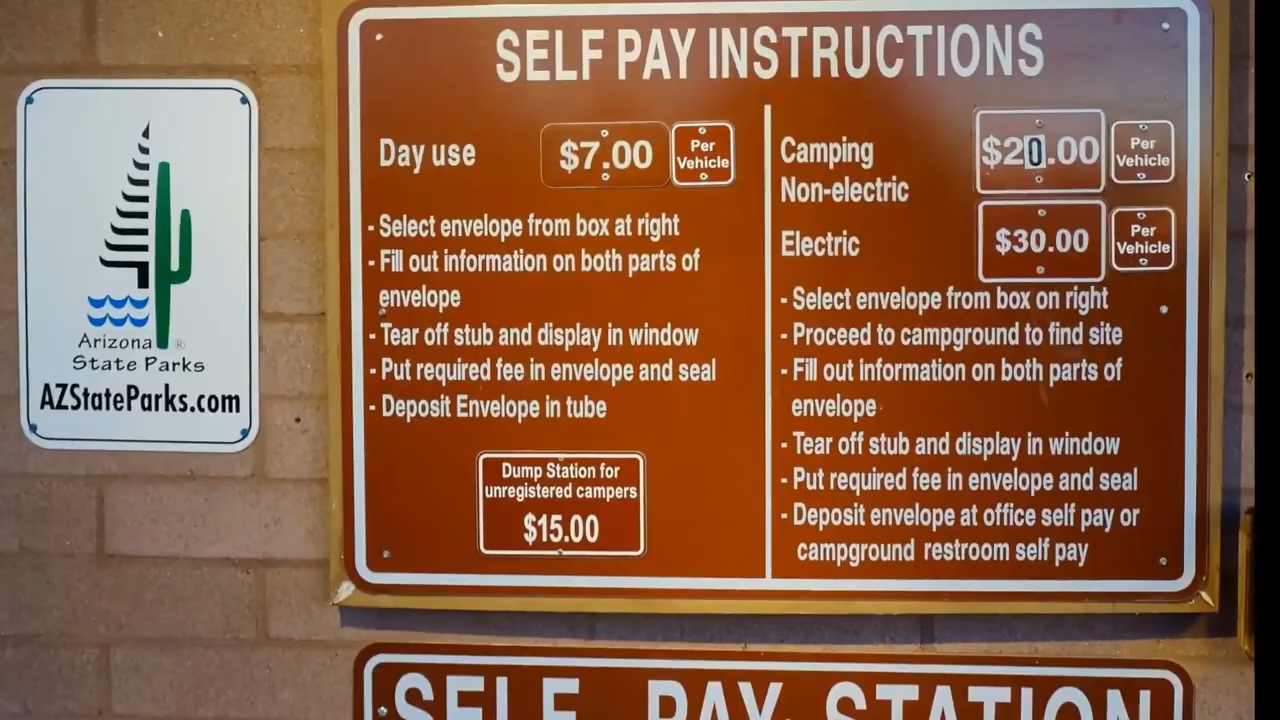 SELF PAY INSTRUCTIONS
Arizona ®
State Parks
AZStateParks.com
Day use $7.00 Per Vehicle
- Select envelope from box at right
- Fill out information on both parts of
envelope
- Tear off stub and display in window
- Put required fee in envelope and seal
- Deposit Envelope in tube
Dump Station for
unregistered campers
$15.00
Camping $20.00 Per Vehicle
Non-electric
Electric $30.00 Per Vehicle
- Select envelope from box on right
- Proceed to campground to find site
- Fill out information on both parts of
envelope
- Tear off stub and display in window
- Put required fee in envelope and seal
- Deposit envelope at office self pay or
campground restroom self pay
SELF PAY STATION